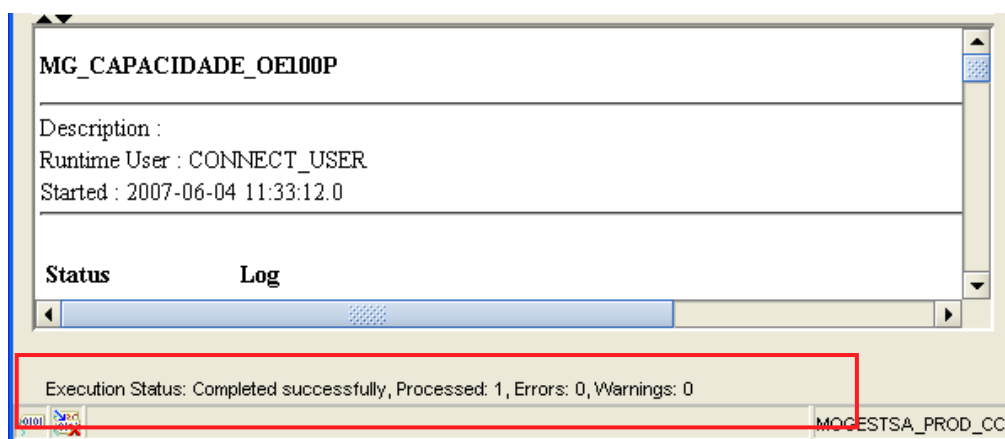 MG_CAPACIDADE_OE100P
Description :
Runtime User : CONNECT_USER
Started : 2007-06-04 11:33:12.0
Status Log
Execution Status: Completed successfully, Processed: 1, Errors: 0, Warnings: 0
MOGESTSA_PROD_CC